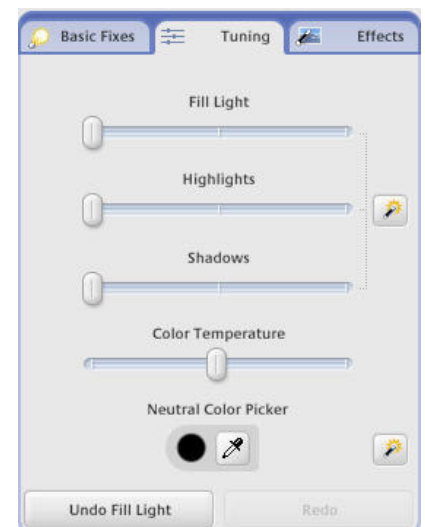 Basic Fixes Tuning Effects
Fill Light
Highlights
Shadows
Color Temperature
Neutral Color Picker
Undo Fill Light Redo